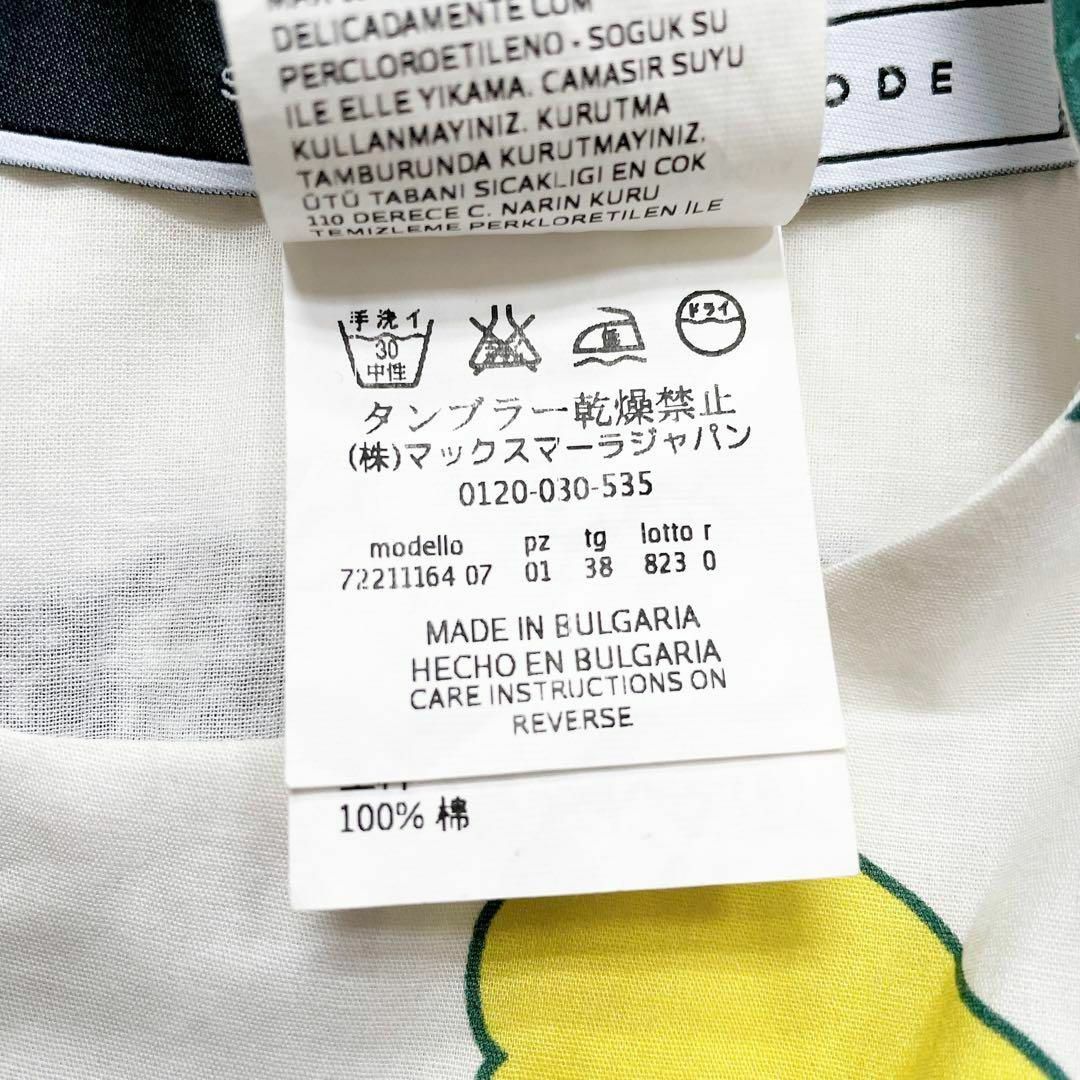 DELICADAMENTE COM
PERCLOROETILENO - SOGUK SU
ILE ELLE YIKAMA. CAMASIR SUYU
KULLANMAYINIZ. KURUTMA
TAMBURUNDA KURUTMAYINIZ.
ÜTÜ TABANI SICAKLIGI EN COK
110 DERECE C. NARIN KURU
TEMIZLEME PERKLORETILEN İLE
ODE
手洗イ
30
中性
ドライ
タンブラー乾燥禁止
(株)マックスマーラジャパン
0120-030-535
modello pz tg lotto r
72211164 07 01 38 823 0
MADE IN BULGARIA
HECHO EN BULGARIA
CARE INSTRUCTIONS ON
REVERSE
100% 棉